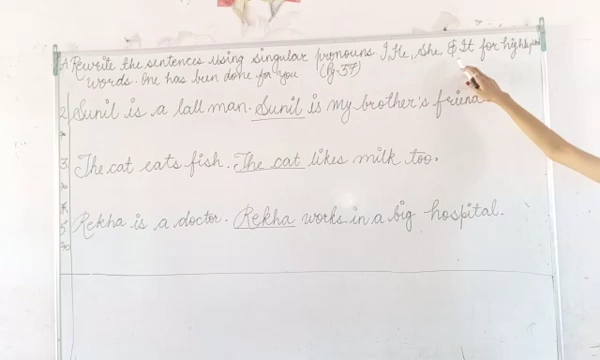 A Rewrite the sentences using singular pronouns I, He, She, & It for highlighted
words. One has been done for you (Pg-57)
2 Sunil is a tall man. Sunil is my brother's friend
3 The cat eats fish. The cat likes milk too.
5 Rekha is a doctor. Rekha works in a big hospital.